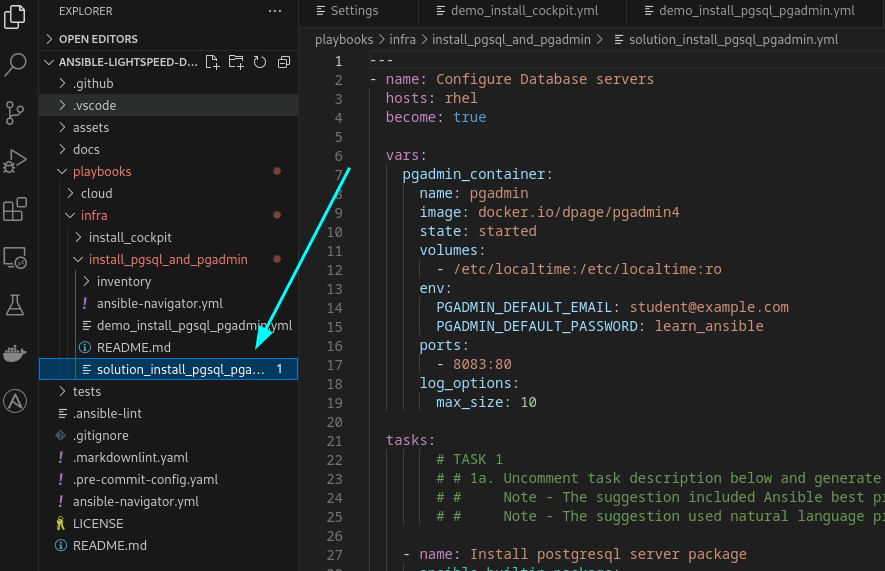 EXPLORER
OPEN EDITORS
ANSIBLE-LIGHTSPEED-D...
.github
.vscode
assets
docs
playbooks
cloud
infra
install_cockpit
install_pgsql_and_pgadmin
inventory
! ansible-navigator.yml
demo_install_pgsql_pgadmin.yml
README.md
solution_install_pgsql_pga... 1
tests
.ansible-lint
.gitignore
! .markdownlint.yaml
! .pre-commit-config.yaml
! ansible-navigator.yml
LICENSE
README.md
Settings demo_install_cockpit.yml demo_install_pgsql_pgadmin.yml
playbooks > infra > install_pgsql_and_pgadmin > solution_install_pgsql_pgadmin.yml
1 ---
2 - name: Configure Database servers
3 hosts: rhel
4 become: true
5
6 vars:
7 pgadmin_container:
8 name: pgadmin
9 image: docker.io/dpage/pgadmin4
10 state: started
11 volumes:
12 - /etc/localtime:/etc/localtime:ro
13 env:
14 PGADMIN_DEFAULT_EMAIL: student@example.com
15 PGADMIN_DEFAULT_PASSWORD: learn_ansible
16 ports:
17 - 8083:80
18 log_options:
19 max_size: 10
20
21 tasks:
22 # TASK 1
23 # # 1a. Uncomment task description below and generate
24 # # Note - The suggestion included Ansible best pr
25 # # Note - The suggestion used natural language pr
26
27 - name: Install postgresql server package
28 ansible.builtin.package: